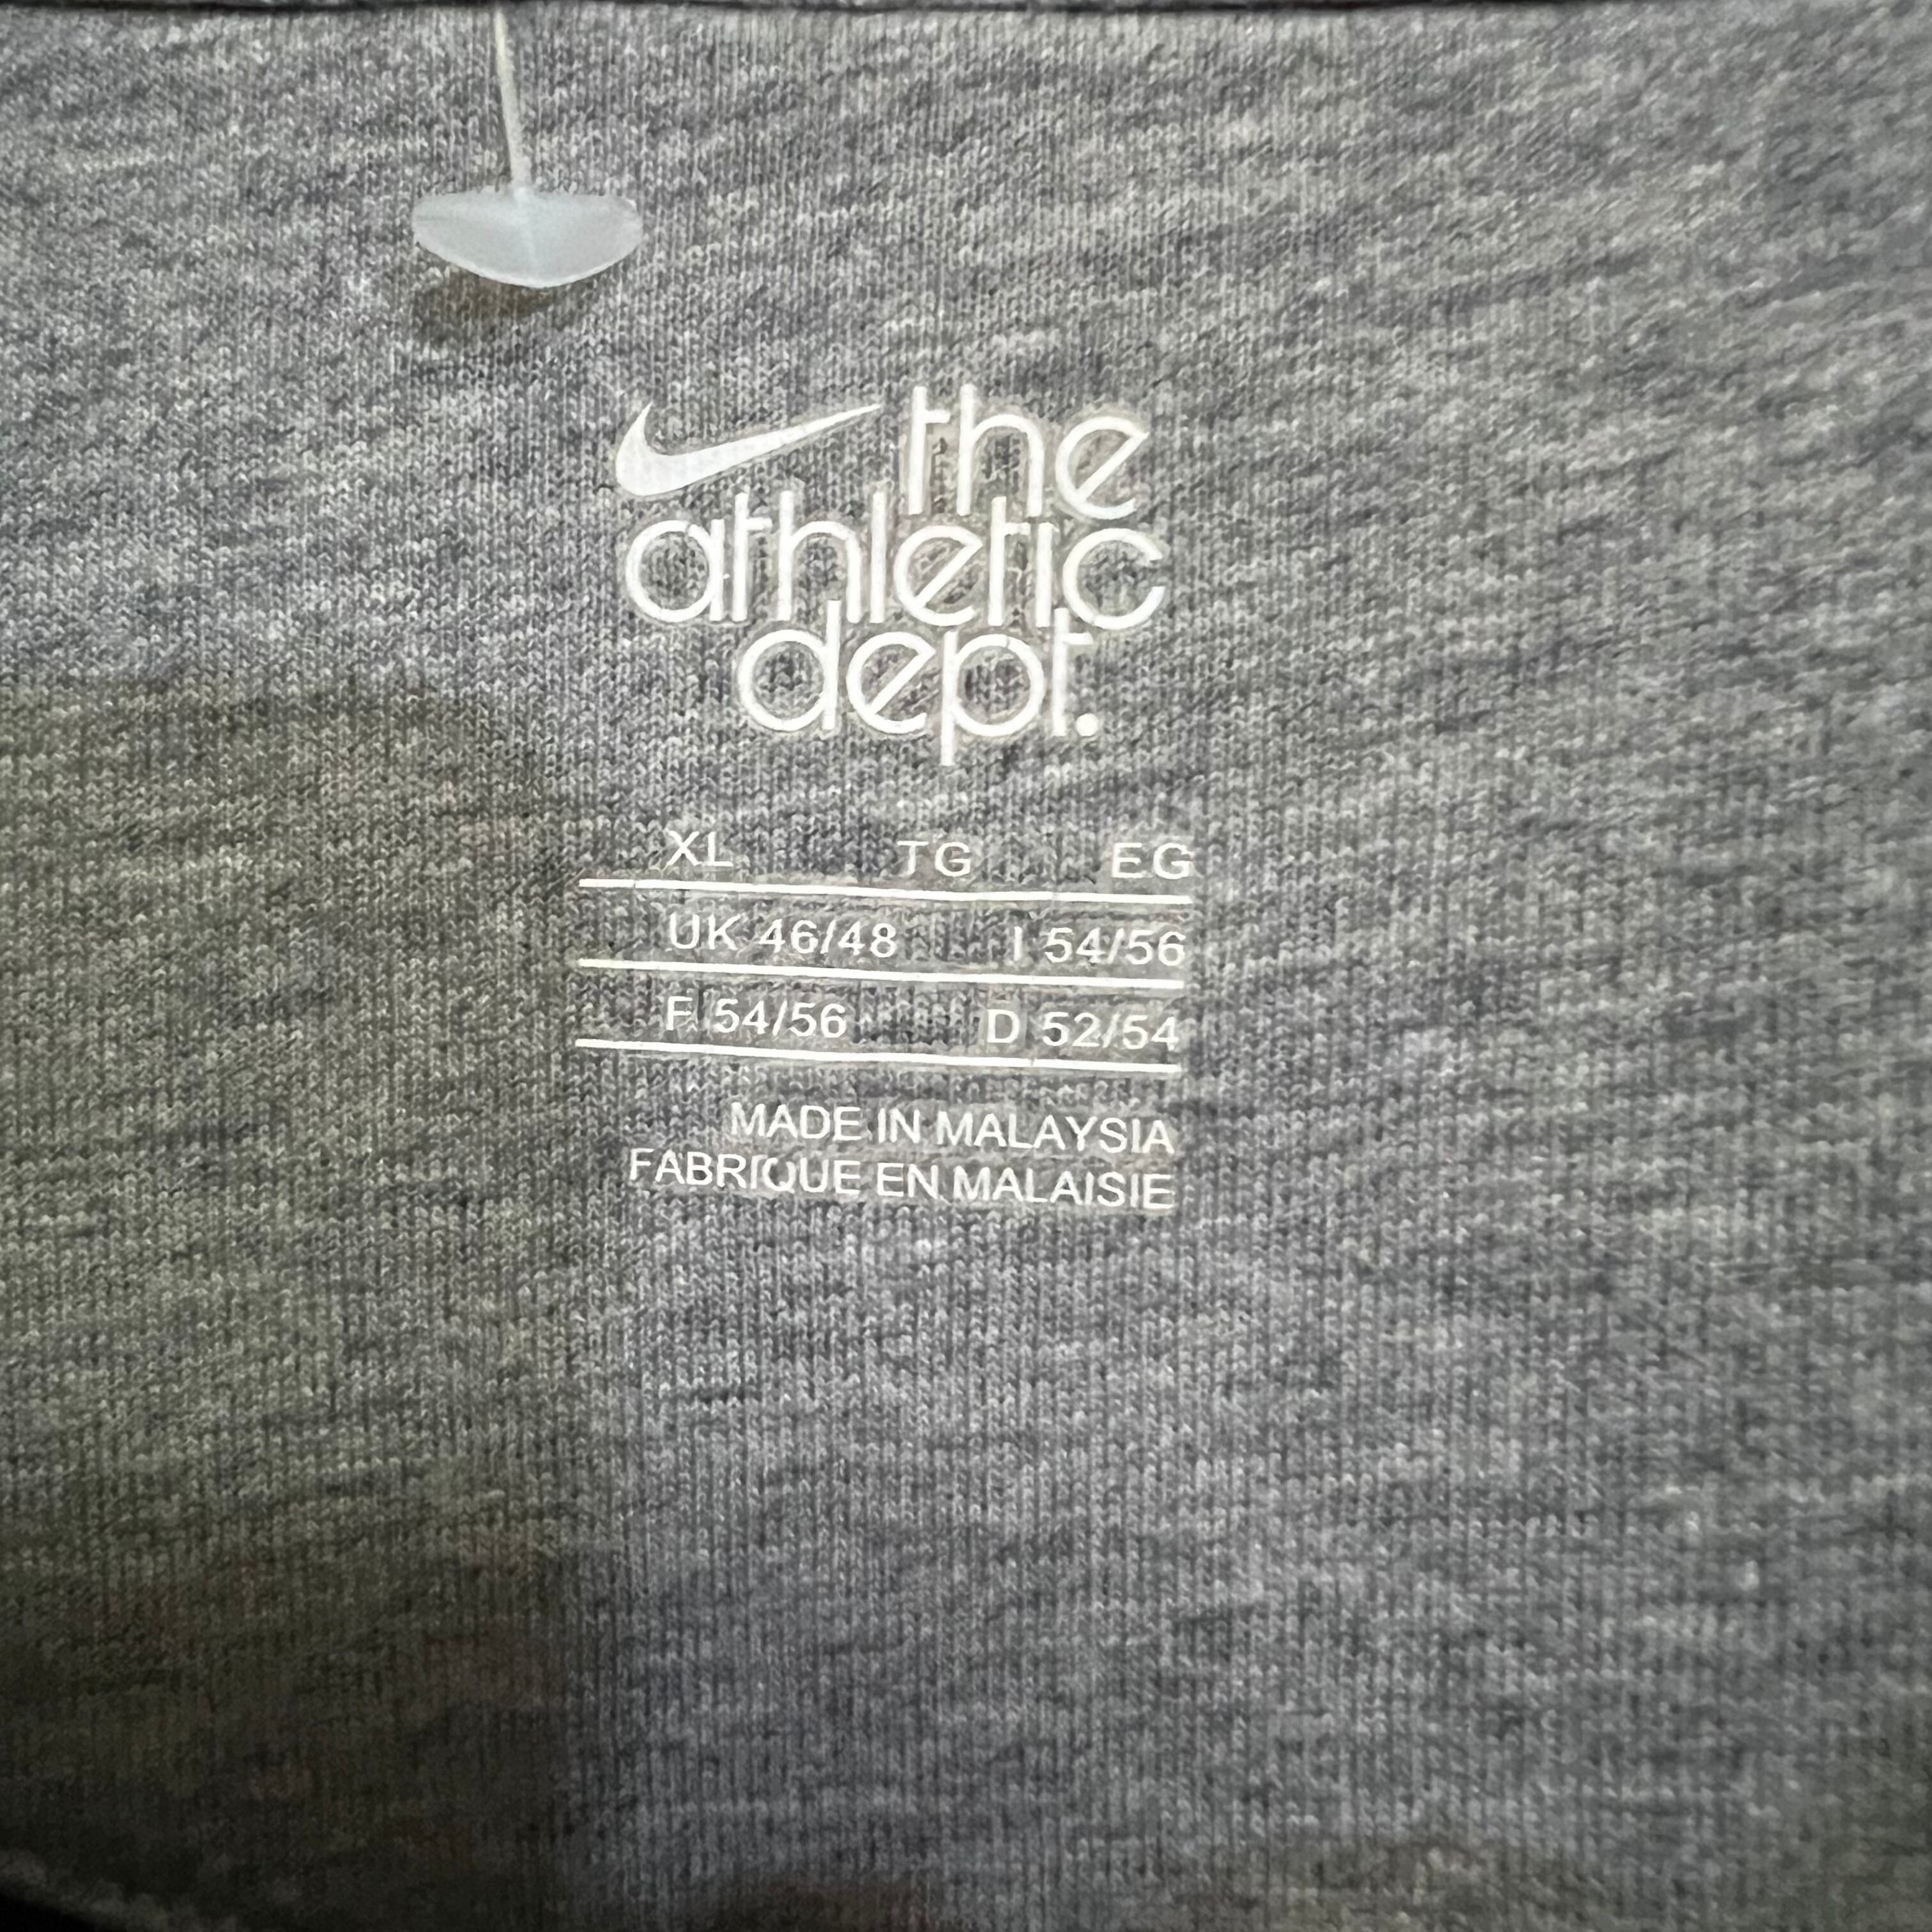 the
athletic
dept.
XL TG EG
UK 46/48 I 54/56
F 54/56 D 52/54
MADE IN MALAYSIA
FABRIQUE EN MALAISIE